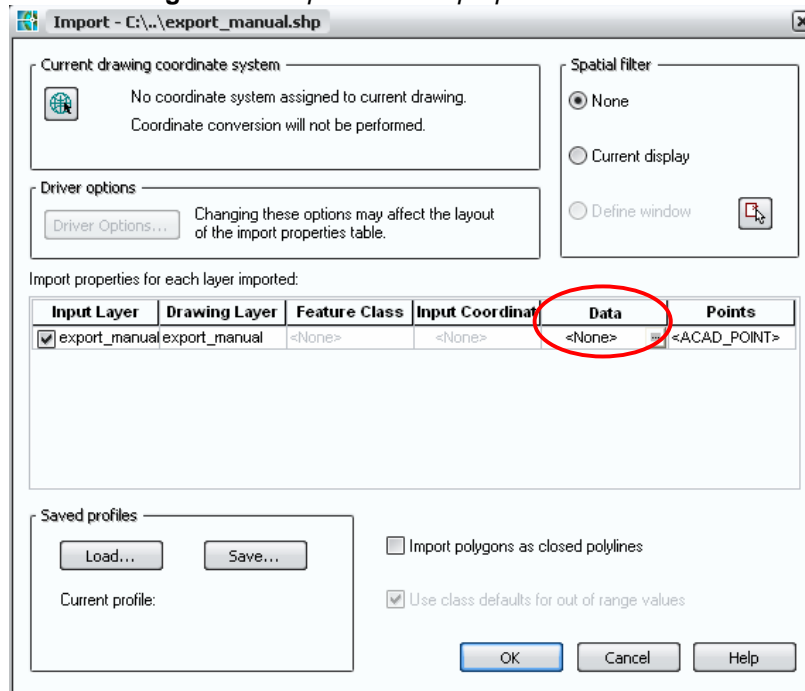 Import - C:\..\export_manual.shp
Current drawing coordinate system
No coordinate system assigned to current drawing.
Coordinate conversion will not be performed.
Spatial filter
None
Current display
Define window
Driver options
Driver Options...
Changing these options may affect the layout
of the import properties table.
Import properties for each layer imported:
Input Layer Drawing Layer Feature Class Input Coordinat Data Points
export_manual export_manual <None> <None> <None> ... <ACAD_POINT>
Saved profiles
Load... Save...
Current profile:
Import polygons as closed polylines
Use class defaults for out of range values
OK Cancel Help